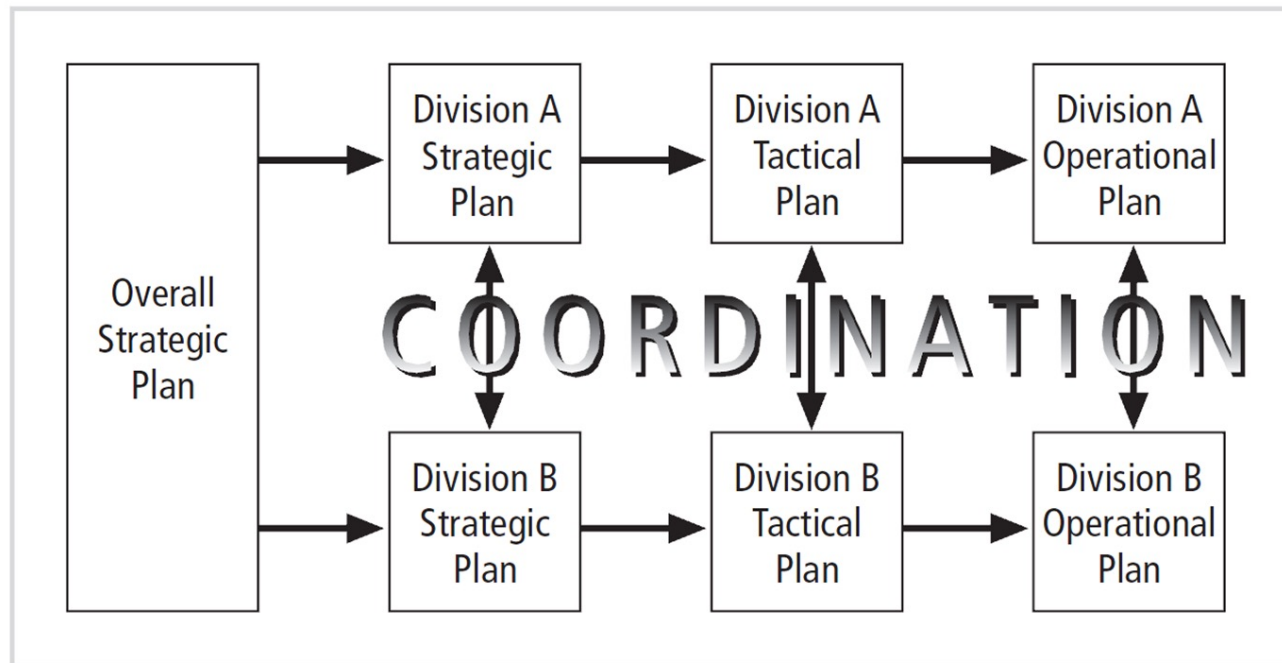 Overall
Strategic
Plan
Division A
Strategic
Plan
Division A
Tactical
Plan
Division A
Operational
Plan
COORDINATION
Division B
Strategic
Plan
Division B
Tactical
Plan
Division B
Operational
Plan